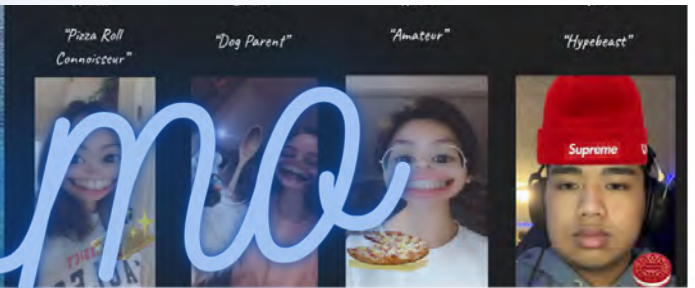 “Pizza Roll
Connoisseur”
“Dog Parent”
“Amateur”
“Hypebeast”
mo
Supreme